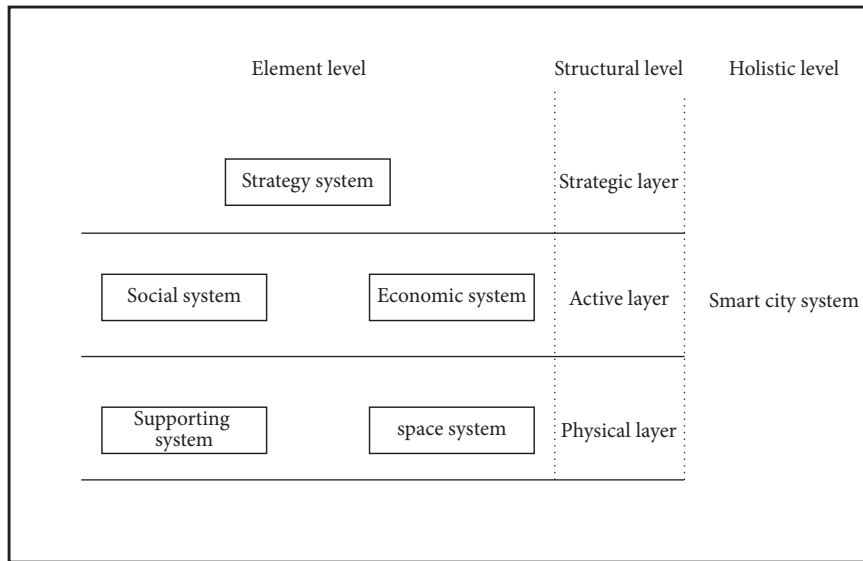 Element level
Structural level
Holistic level
Strategy system
Strategic layer
Social system
Economic system
Active layer
Smart city system
Supporting
system
space system
Physical layer